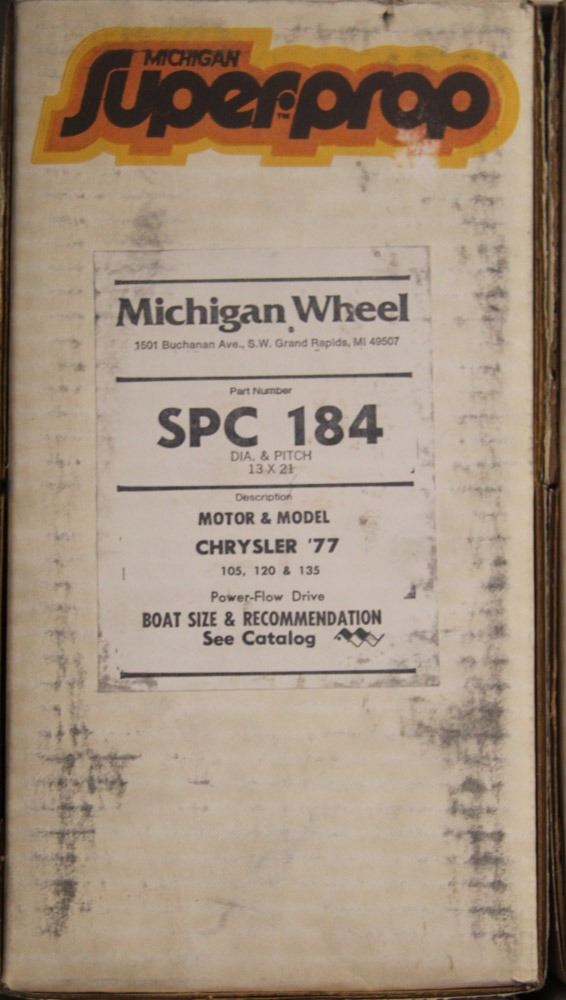 MICHIGAN
Superprop
TM
Michigan Wheel
1501 Buchanan Ave., S.W. Grand Rapids, MI 49507
Part Number
SPC 184
DIA. & PITCH
13 X 21
Description
MOTOR & MODEL
CHRYSLER '77
105, 120 & 135
Power-Flow Drive
BOAT SIZE & RECOMMENDATION
See Catalog